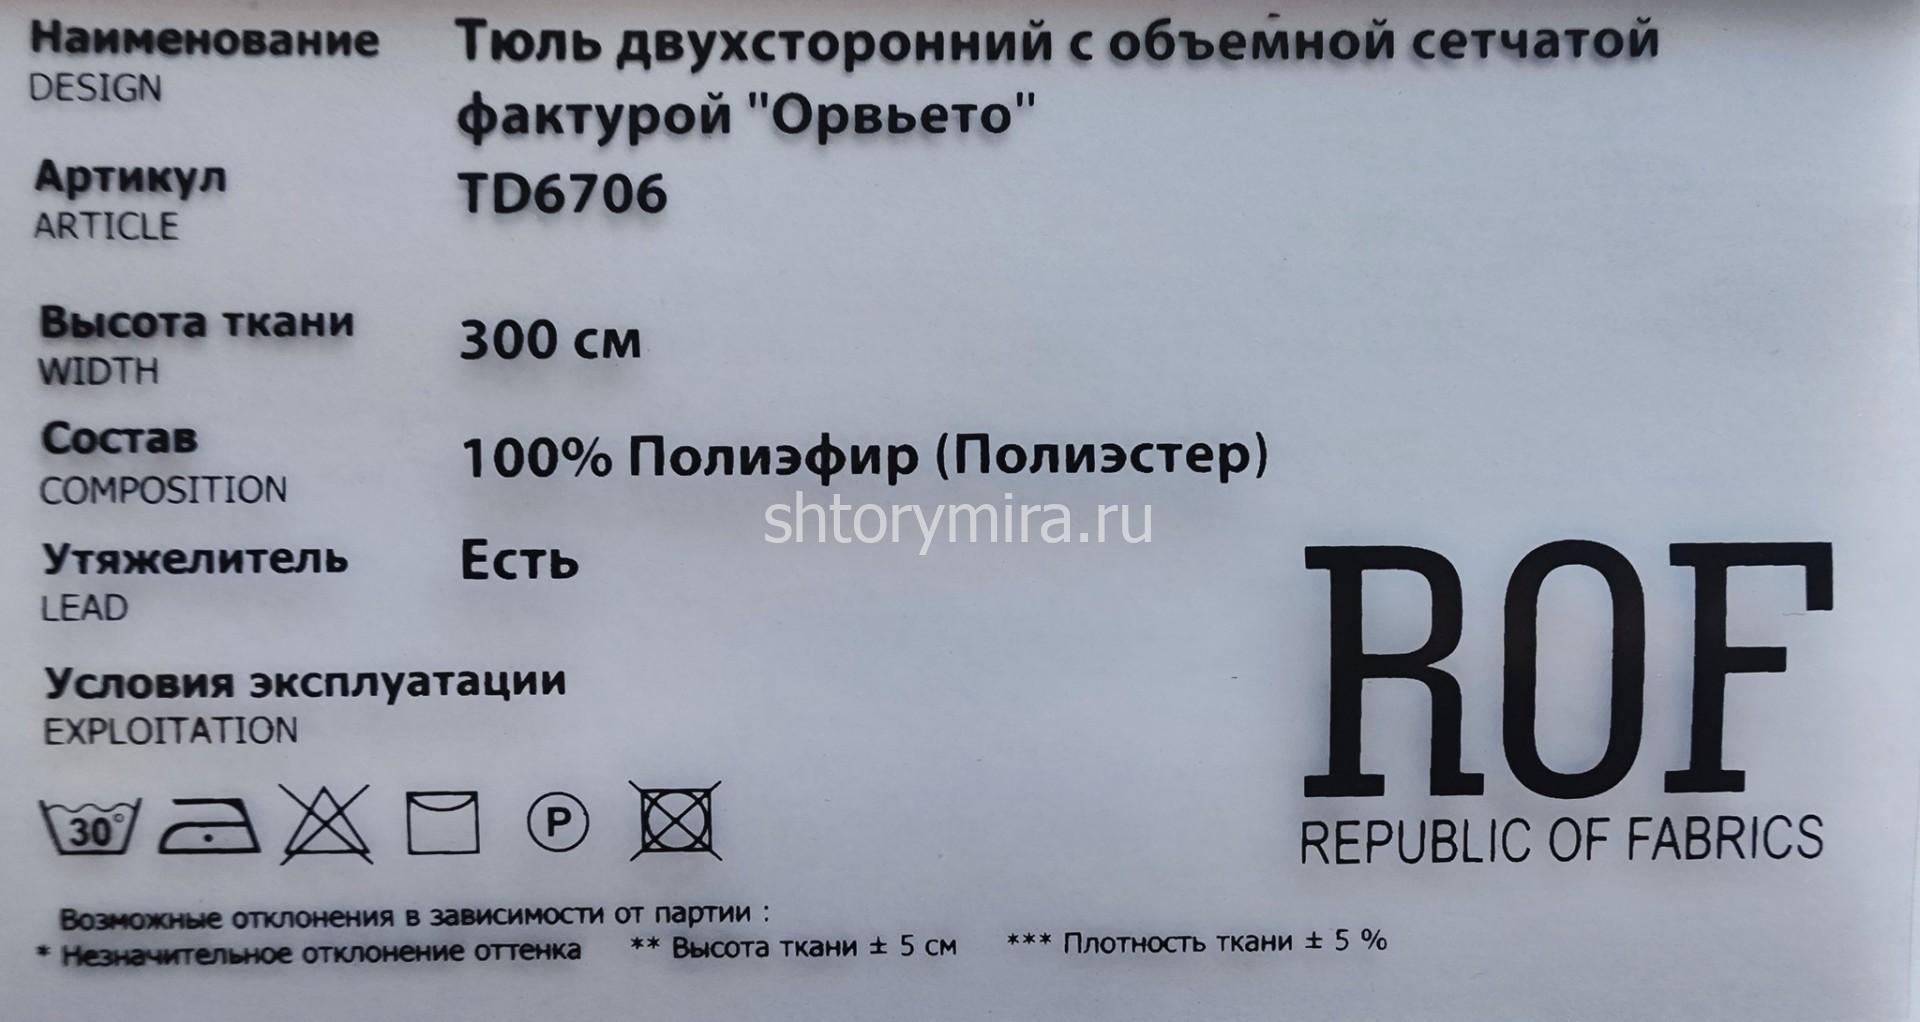 Наименование Тюль двухсторонний с объемной сетчатой
DESIGN
фактурой "Орвьето"
Артикул TD6706
ARTICLE
Высота ткани 300 см
WIDTH
Состав 100% Полиэфир (Полиэстер)
COMPOSITION
shtorymira.ru
Утяжелитель Есть
LEAD
Условия эксплуатации
EXPLOITATION
ROF
REPUBLIC OF FABRICS
30° P
Возможные отклонения в зависимости от партии :
* Незначительное отклонение оттенка ** Высота ткани ± 5 см *** Плотность ткани ± 5 %